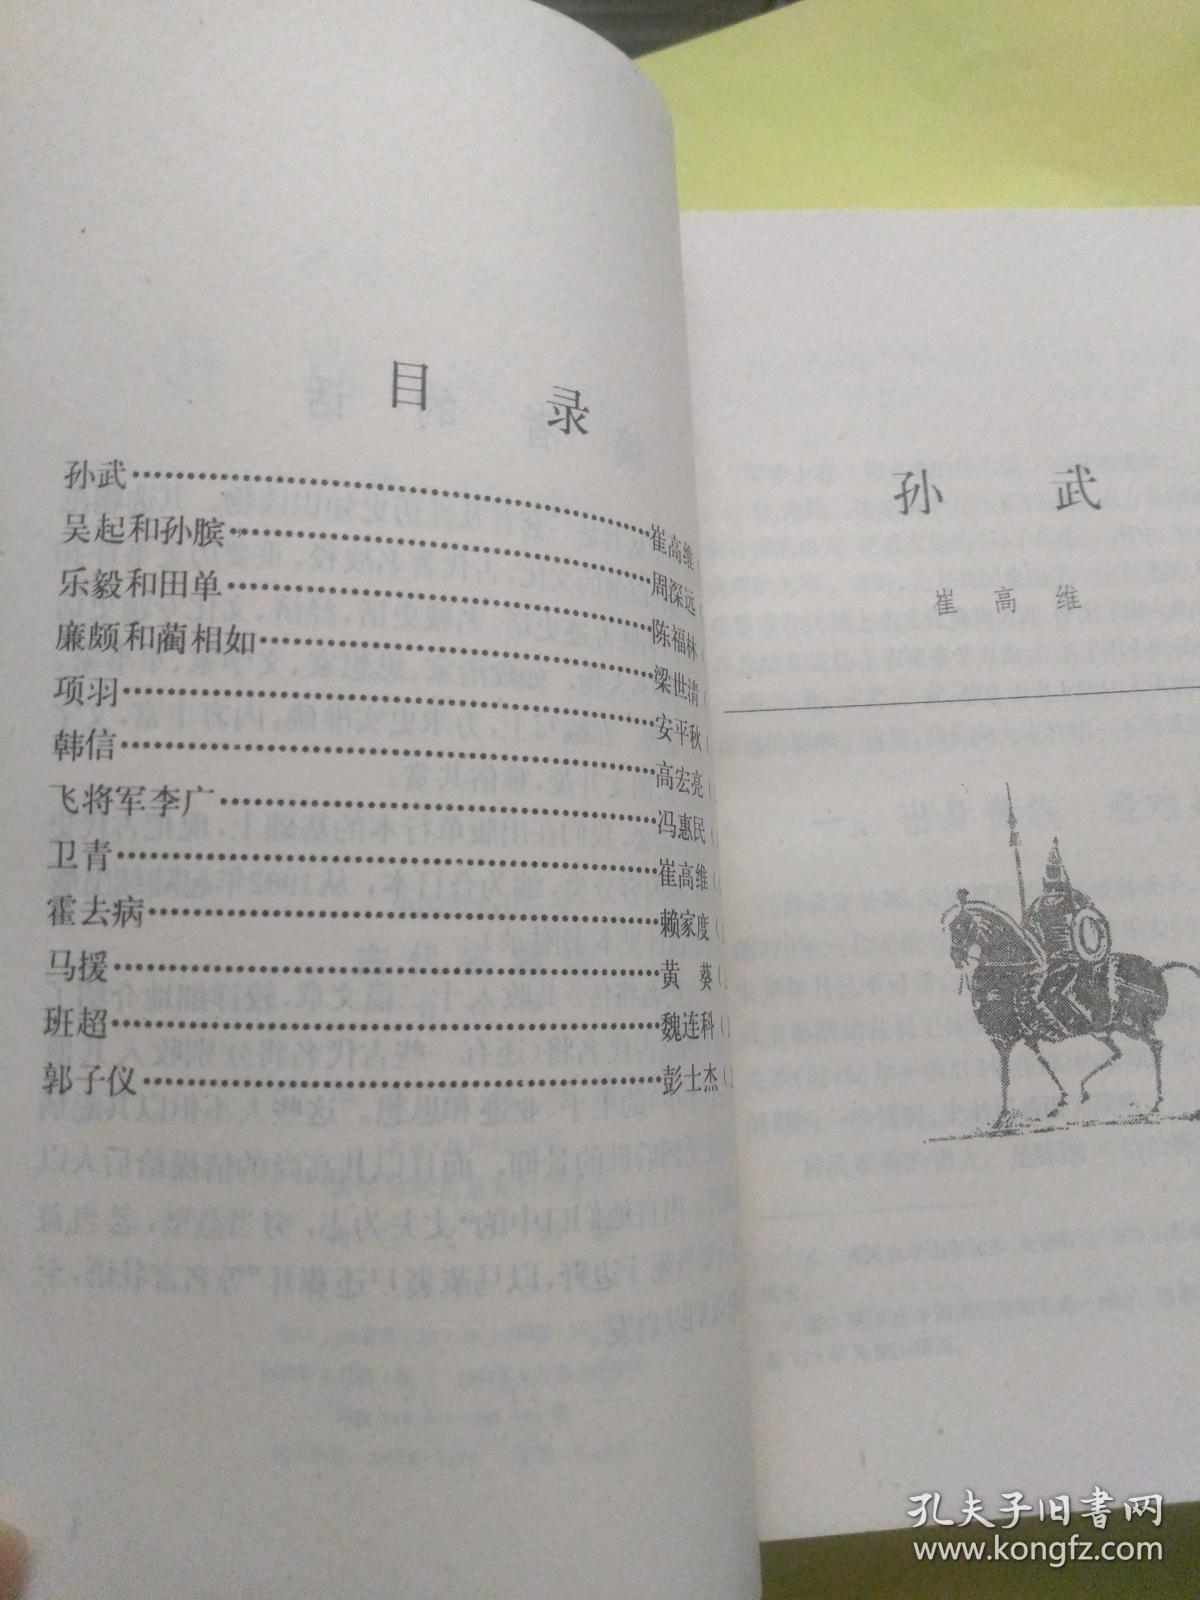 目 录
孙武……崔高维
吴起和孙膑……周深远
乐毅和田单……陈福林
廉颇和蔺相如……梁世清
项羽……安平秋
韩信……高宏亮
飞将军李广……冯惠民
卫青……崔高维
霍去病……赖家度
马援……黄 葵
班超……魏连科
郭子仪……彭士杰
孙 武
崔 高 维
孔夫子旧书网
www.kongfz.com